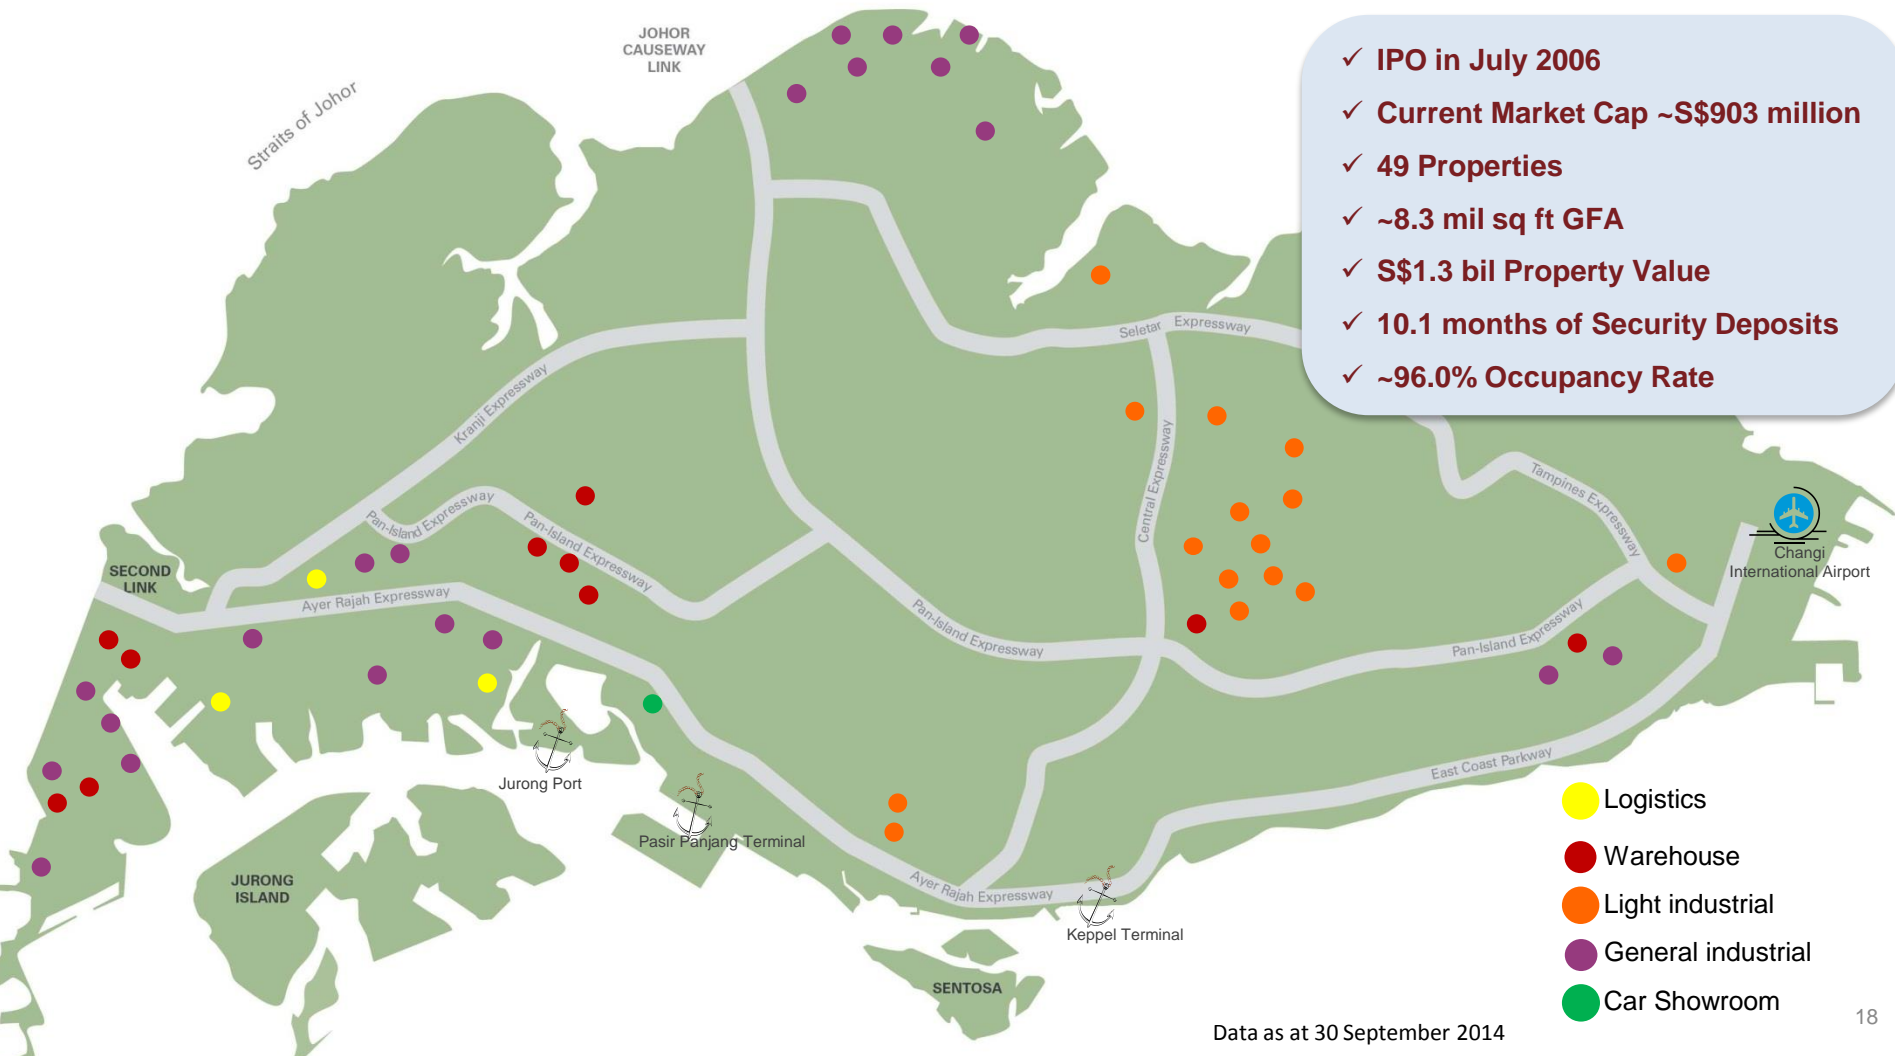 JOHOR
CAUSEWAY
LINK
Straits of Johor
✓ IPO in July 2006
✓ Current Market Cap ~S$903 million
✓ 49 Properties
✓ ~8.3 mil sq ft GFA
✓ S$1.3 bil Property Value
✓ 10.1 months of Security Deposits
✓ ~96.0% Occupancy Rate
Seletar Expressway
Kranji Expressway
Central Expressway
Tampines Expressway
Pan-Island Expressway
Pan-Island Expressway
Changi
International Airport
SECOND
LINK
Ayer Rajah Expressway
Pan-Island Expressway
Pan-Island Expressway
Jurong Port
East Coast Parkway
Pasir Panjang Terminal
JURONG
ISLAND
Ayer Rajah Expressway
Keppel Terminal
SENTOSA
Logistics
Warehouse
Light industrial
General industrial
Car Showroom
Data as at 30 September 2014
18